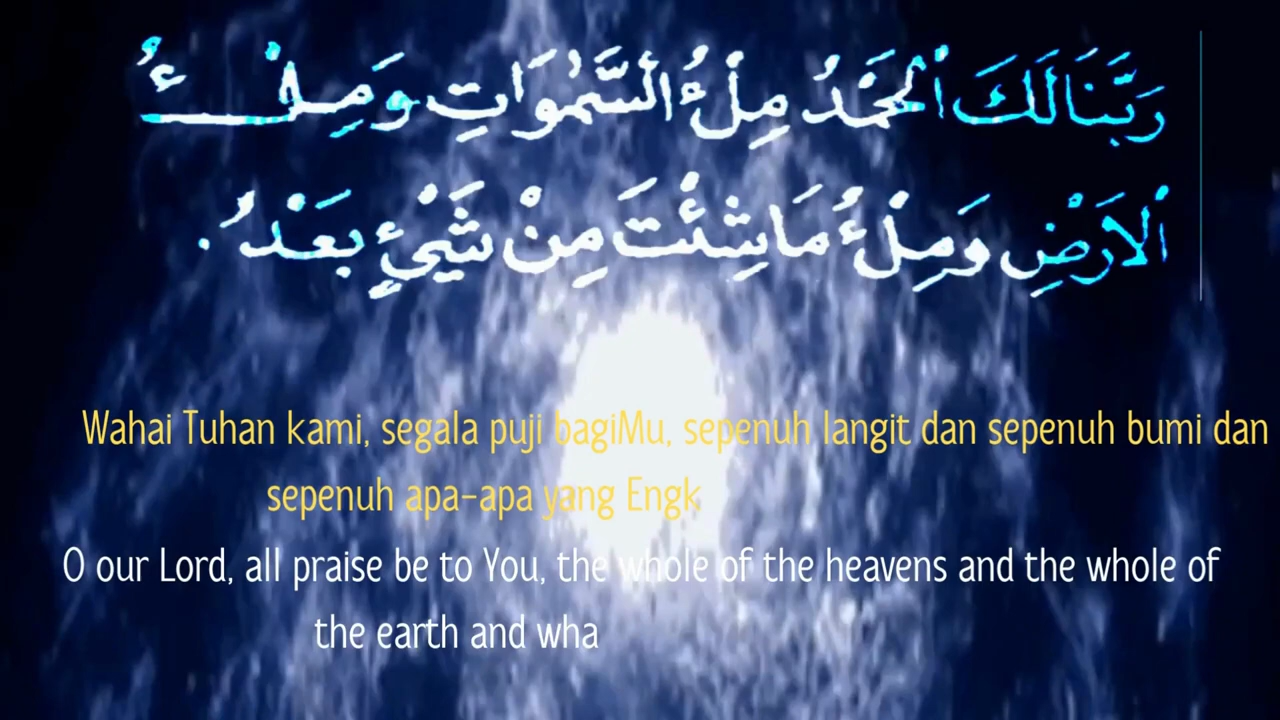 رَبَّنَا لَكَ الْحَمْدُ مِلْءُ السَّمٰوَاتِ وَمِلْءُ
الْاَرْضِ وَمِلْءُ مَا شِئْتَ مِنْ شَيْءٍ بَعْدُ.
Wahai Tuhan kami, segala puji bagiMu, sepenuh langit dan sepenuh bumi dan
sepenuh apa-apa yang Engk
O our Lord, all praise be to You, the whole of the heavens and the whole of
the earth and wha